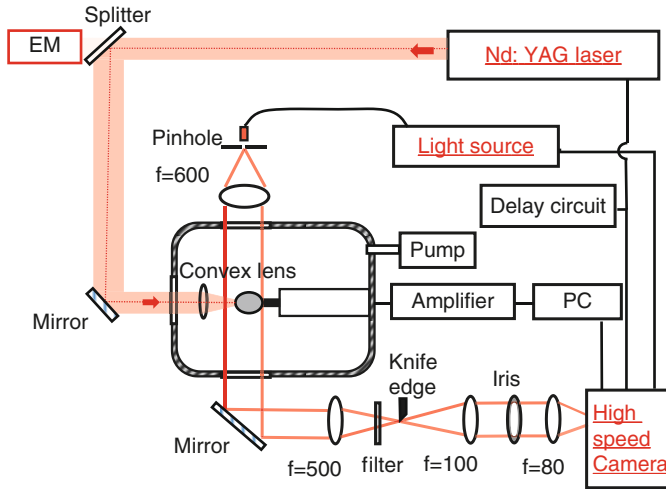 Splitter
EM
Nd: YAG laser
Pinhole
Light source
f=600
Delay circuit
Pump
Convex lens
Amplifier
PC
Mirror
Knife
edge
Iris
High
speed
Camera
Mirror
f=500
filter
f=100
f=80